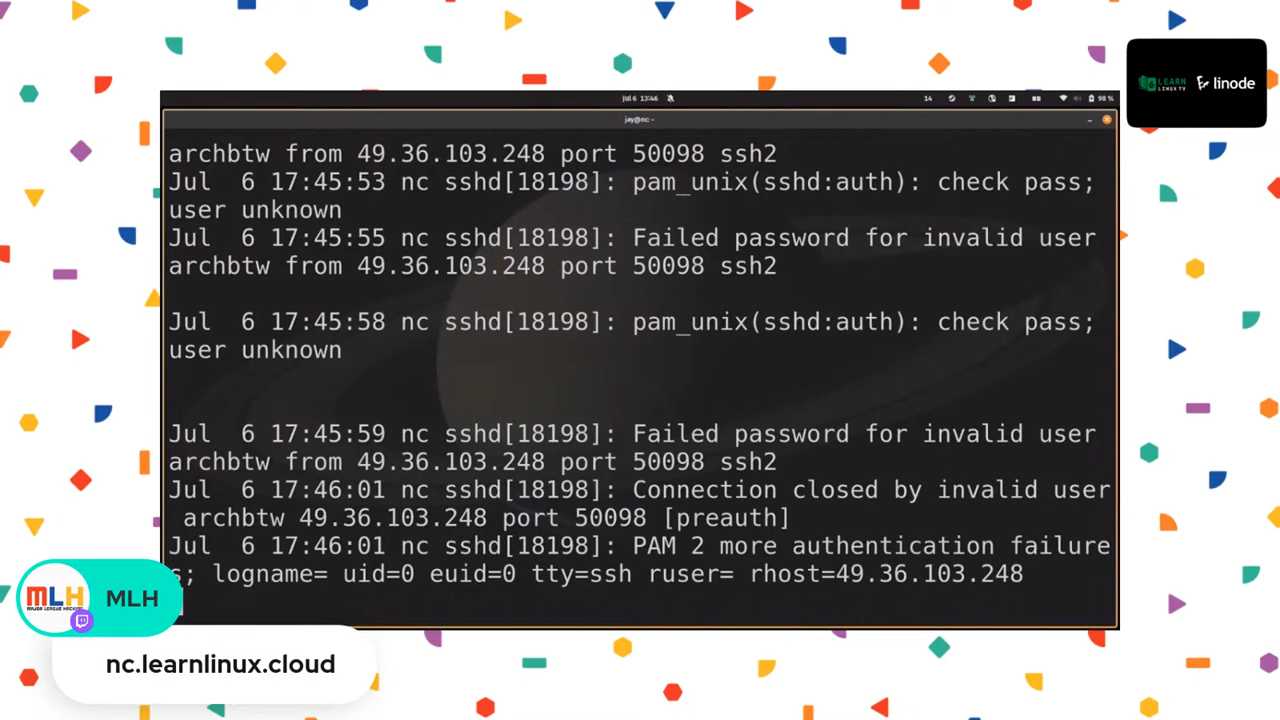 LEARN
LINUX TV
linode
Jul 6 13:46
14
98 %
jay@nc: ~
archbtw from 49.36.103.248 port 50098 ssh2
Jul  6 17:45:53 nc sshd[18198]: pam_unix(sshd:auth): check pass;
user unknown
Jul  6 17:45:55 nc sshd[18198]: Failed password for invalid user
archbtw from 49.36.103.248 port 50098 ssh2
Jul  6 17:45:58 nc sshd[18198]: pam_unix(sshd:auth): check pass;
user unknown
Jul  6 17:45:59 nc sshd[18198]: Failed password for invalid user
archbtw from 49.36.103.248 port 50098 ssh2
Jul  6 17:46:01 nc sshd[18198]: Connection closed by invalid user
archbtw 49.36.103.248 port 50098 [preauth]
Jul  6 17:46:01 nc sshd[18198]: PAM 2 more authentication failure
s; logname= uid=0 euid=0 tty=ssh ruser= rhost=49.36.103.248
MLH
MAJOR LEAGUE HACKING
MLH
nc.learnlinux.cloud